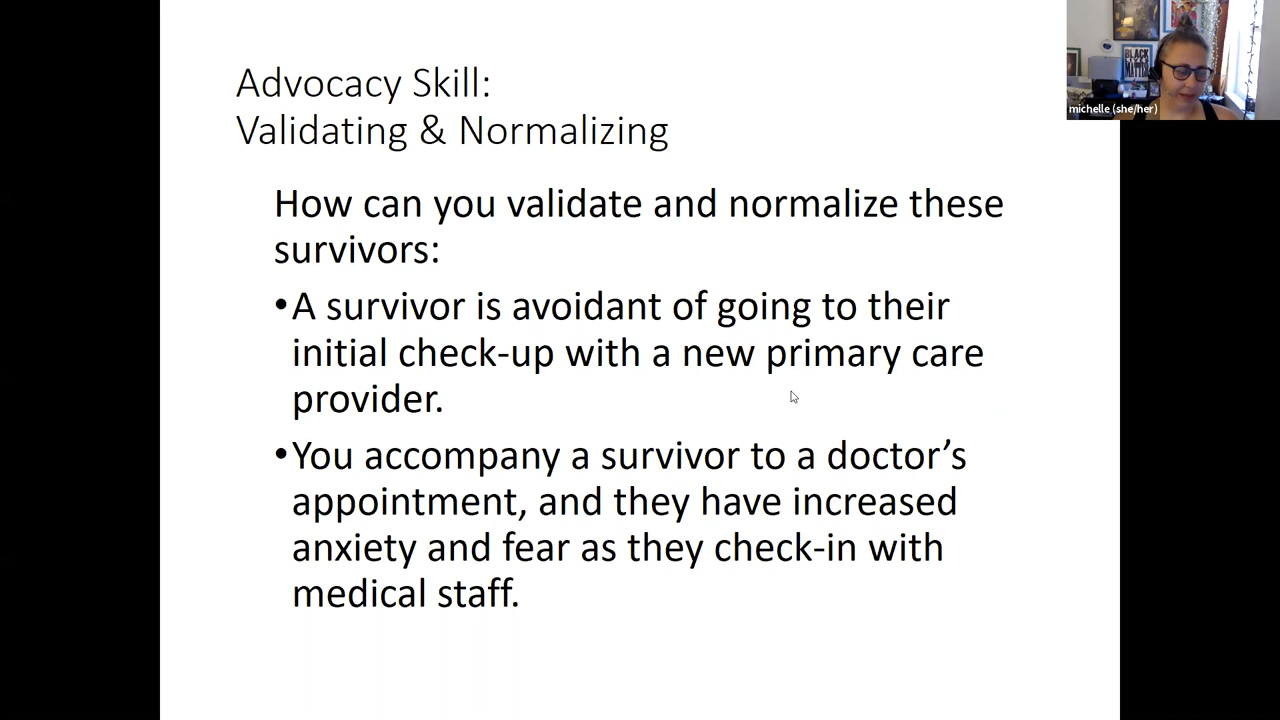 Advocacy Skill:
Validating & Normalizing
How can you validate and normalize these
survivors:
•A survivor is avoidant of going to their
initial check-up with a new primary care
provider.
•You accompany a survivor to a doctor’s
appointment, and they have increased
anxiety and fear as they check-in with
medical staff.
BLACK
MATTER
michelle (she/her)